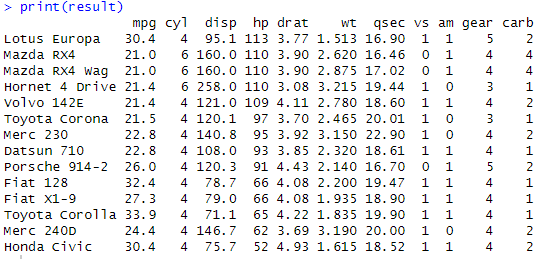 > print(result)
mpg cyl disp hp drat wt qsec vs am gear carb
Lotus Europa 30.4 4 95.1 113 3.77 1.513 16.90 1 1 5 2
Mazda RX4 21.0 6 160.0 110 3.90 2.620 16.46 0 1 4 4
Mazda RX4 Wag 21.0 6 160.0 110 3.90 2.875 17.02 0 1 4 4
Hornet 4 Drive 21.4 6 258.0 110 3.08 3.215 19.44 1 0 3 1
Volvo 142E 21.4 4 121.0 109 4.11 2.780 18.60 1 1 4 2
Toyota Corona 21.5 4 120.1 97 3.70 2.465 20.01 1 0 3 1
Merc 230 22.8 4 140.8 95 3.92 3.150 22.90 1 0 4 2
Datsun 710 22.8 4 108.0 93 3.85 2.320 18.61 1 1 4 1
Porsche 914-2 26.0 4 120.3 91 4.43 2.140 16.70 0 1 5 2
Fiat 128 32.4 4 78.7 66 4.08 2.200 19.47 1 1 4 1
Fiat X1-9 27.3 4 79.0 66 4.08 1.935 18.90 1 1 4 1
Toyota Corolla 33.9 4 71.1 65 4.22 1.835 19.90 1 1 4 1
Merc 240D 24.4 4 146.7 62 3.69 3.190 20.00 1 0 4 2
Honda Civic 30.4 4 75.7 52 4.93 1.615 18.52 1 1 4 2